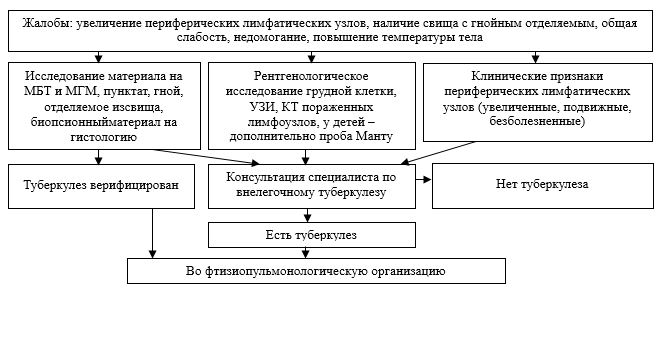 Жалобы: увеличение периферических лимфатических узлов, наличие свища с гнойным отделяемым, общая
слабость, недомогание, повышение температуры тела
Исследование материала на
МБТ и МГМ, пунктат, гной,
отделяемое изсвища,
биопсионныйматериал на
гистологию
Рентгенологическое
исследование грудной клетки,
УЗИ, КТ пораженных
лимфоузлов, у детей –
дополнительно проба Манту
Клинические признаки
периферических лимфатических
узлов (увеличенные, подвижные,
безболезненные)
Туберкулез верифицирован
Консультация специалиста по
внелегочному туберкулезу
Нет туберкулеза
Есть туберкулез
Во фтизиопульмонологическую организацию